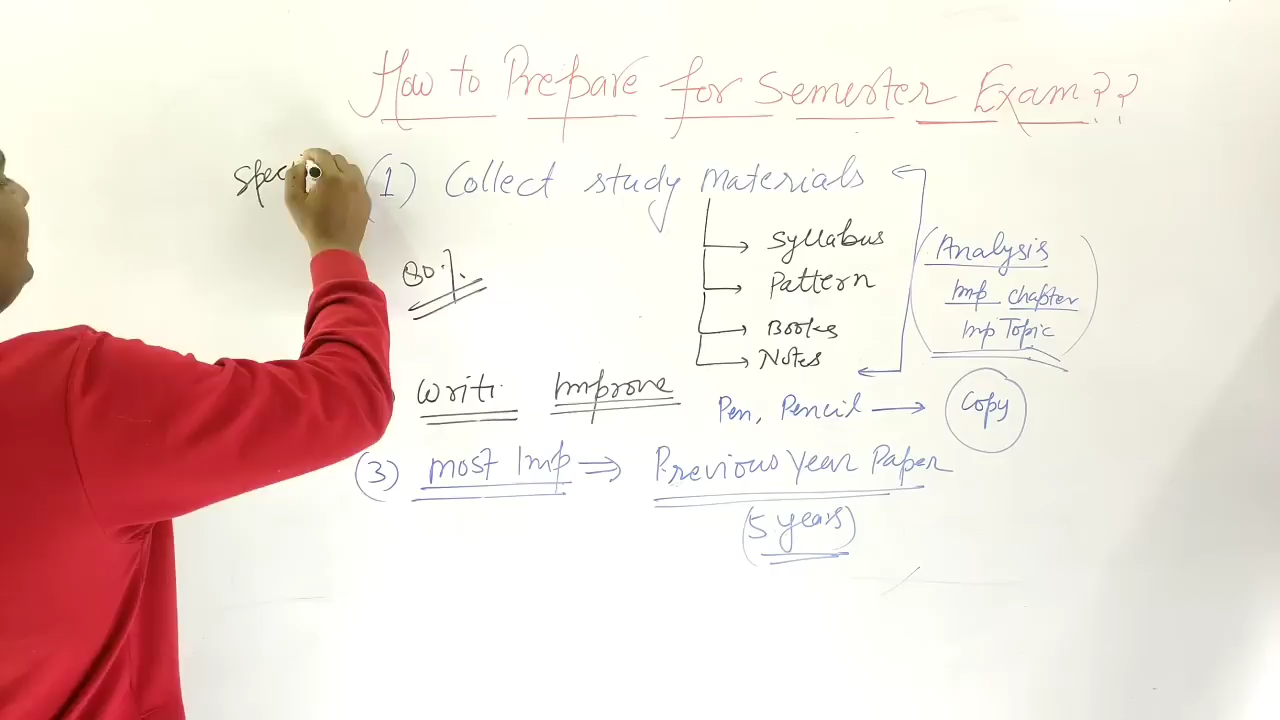 How to Prepare for Semester Exam??
(1) Collect study materials
Syllabus
Pattern
Books
Notes
Analysis
Imp chapter
Imp Topic
80%
Writi Improve
Pen, Pencil → Copy
(3) Most Imp ⇒ Previous Year Paper
(5 years)